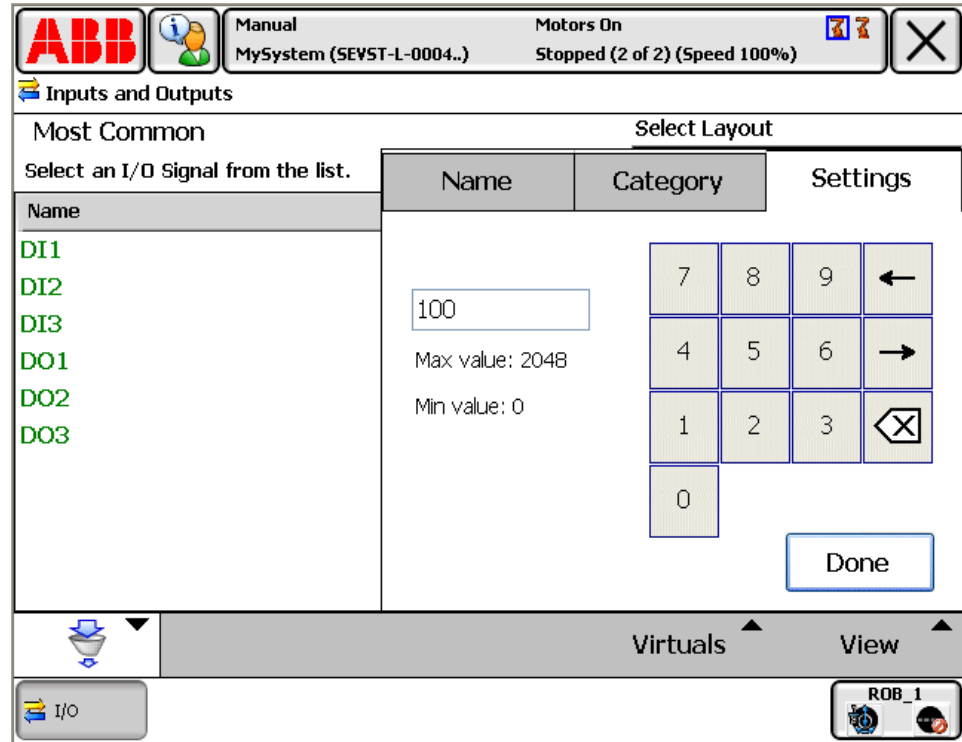 ABB
Manual Motors On
MySystem (SEVST-L-0004..) Stopped (2 of 2) (Speed 100%)
Inputs and Outputs
Most Common Select Layout
Select an I/O Signal from the list.
Name Category Settings
Name
DI1
DI2
DI3
DO1
DO2
DO3
100
Max value: 2048
Min value: 0
7 8 9
4 5 6
1 2 3
0
Done
Virtuals View
I/O
ROB_1